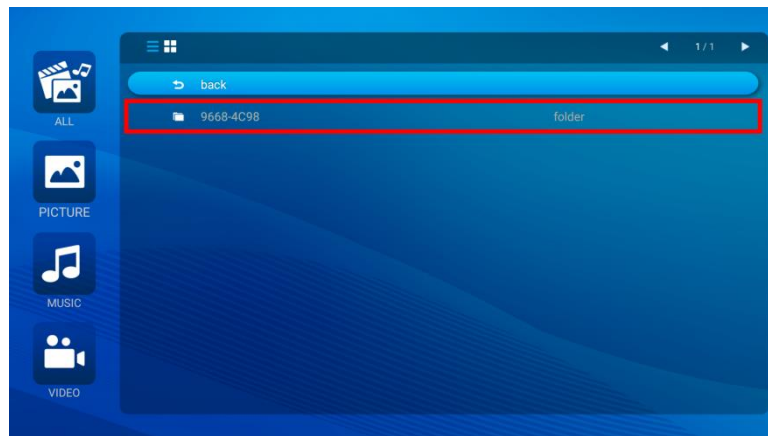 1/1
back
9668-4C98 folder
ALL
PICTURE
MUSIC
VIDEO